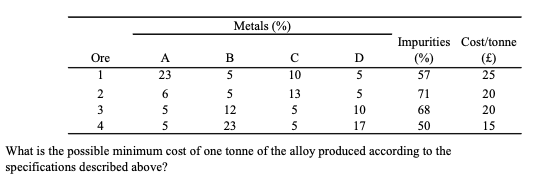 Metals (%)
Impurities Cost/tonne
Ore A B C D (%) (£)
1 23 5 10 5 57 25
2 6 5 13 5 71 20
3 5 12 5 10 68 20
4 5 23 5 17 50 15
What is the possible minimum cost of one tonne of the alloy produced according to the
specifications described above?